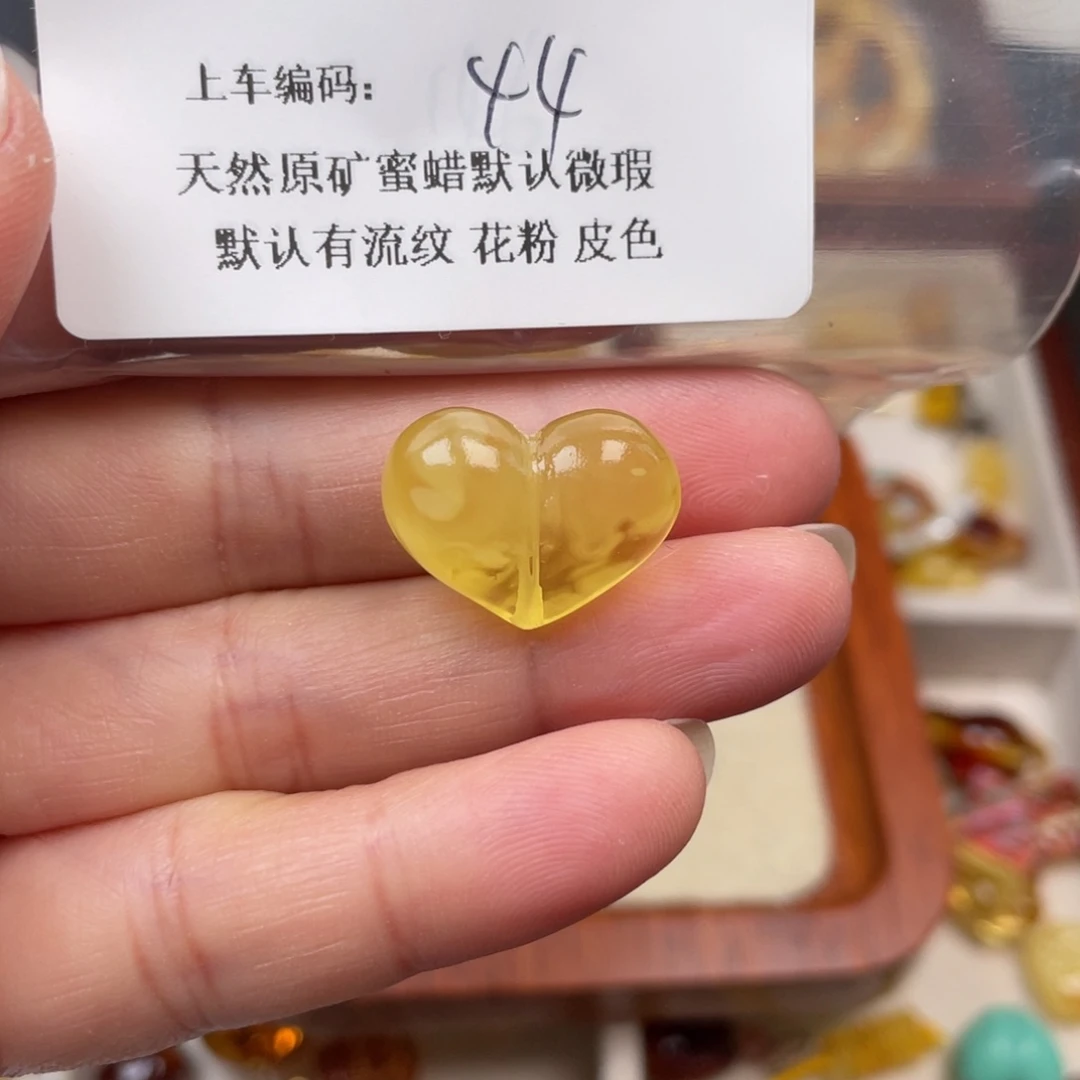 上车编码: 44
天然原矿蜜蜡默认微瑕
默认有流纹 花粉 皮色